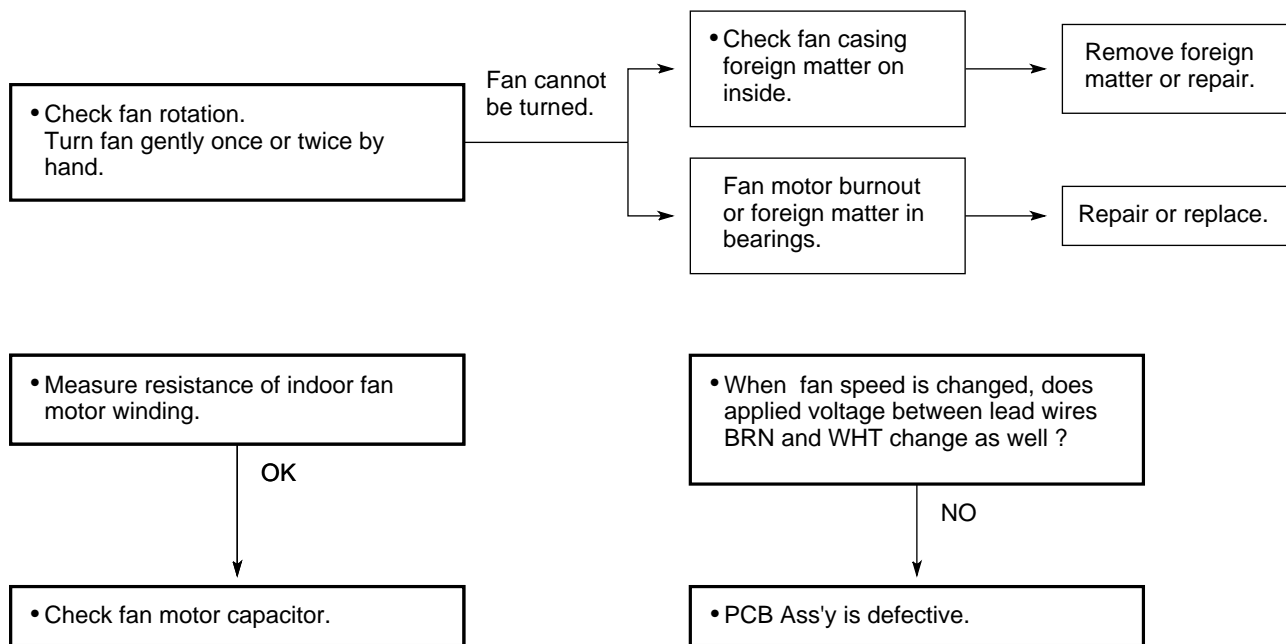 • Check fan rotation.
Turn fan gently once or twice by
hand.
Fan cannot
be turned.
• Check fan casing
foreign matter on
inside.
Remove foreign
matter or repair.
Fan motor burnout
or foreign matter in
bearings.
Repair or replace.
• Measure resistance of indoor fan
motor winding.
OK
• Check fan motor capacitor.
• When fan speed is changed, does
applied voltage between lead wires
BRN and WHT change as well ?
NO
• PCB Ass'y is defective.